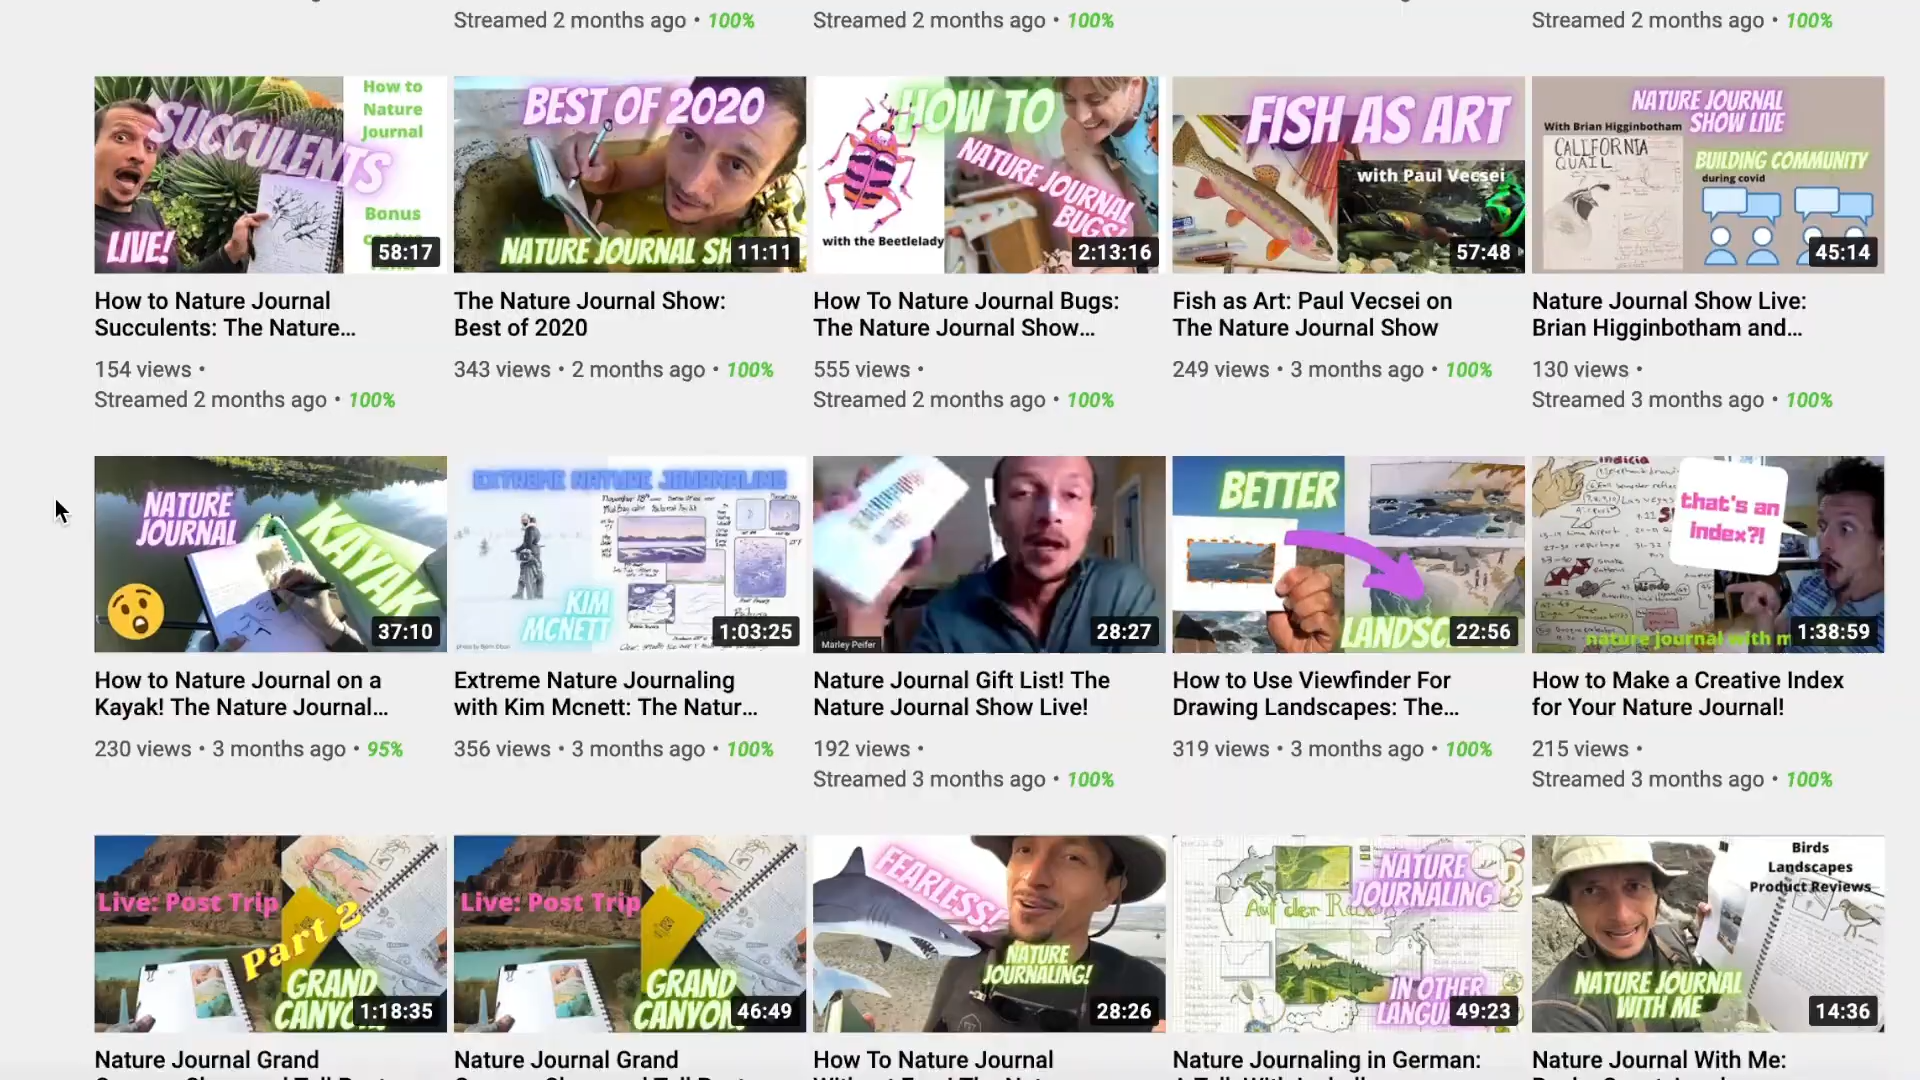 Streamed 2 months ago • 100%
Streamed 2 months ago • 100%
Streamed 2 months ago • 100%
SUCCULENTS
How to
Nature
Journal
Bonus
LIVE!
58:17
BEST OF 2020
NATURE JOURNAL SH
11:11
HOW TO
NATURE JOURNAL
BUGS!
with the Beetlelady
2:13:16
FISH AS ART
with Paul Vecsei
57:48
NATURE JOURNAL
SHOW LIVE
With Brian Higginbotham
CALIFORNIA
QUAIL
BUILDING COMMUNITY
during covid
45:14
How to Nature Journal
Succulents: The Nature...
154 views •
Streamed 2 months ago • 100%
The Nature Journal Show:
Best of 2020
343 views • 2 months ago • 100%
How To Nature Journal Bugs:
The Nature Journal Show...
555 views •
Streamed 2 months ago • 100%
Fish as Art: Paul Vecsei on
The Nature Journal Show
249 views • 3 months ago • 100%
Nature Journal Show Live:
Brian Higginbotham and...
130 views •
Streamed 3 months ago • 100%
NATURE
JOURNAL
KAYAK
37:10
EXTREME NATURE JOURNALING
KIM
MCNETT
1:03:25
Marley Peifer
28:27
BETTER
LANDSC
22:56
indicia
that's an
index?!
nature journal with m
1:38:59
How to Nature Journal on a
Kayak! The Nature Journal...
230 views • 3 months ago • 95%
Extreme Nature Journaling
with Kim Mcnett: The Natur...
356 views • 3 months ago • 100%
Nature Journal Gift List! The
Nature Journal Show Live!
192 views •
Streamed 3 months ago • 100%
How to Use Viewfinder For
Drawing Landscapes: The...
319 views • 3 months ago • 100%
How to Make a Creative Index
for Your Nature Journal!
215 views •
Streamed 3 months ago • 100%
Live: Post Trip
Part 2
GRAND
CANYO
1:18:35
Live: Post Trip
GRAND
CANYON
46:49
FEARLESS!
NATURE
JOURNALING!
28:26
NATURE
JOURNALING
Auf der
IN OTHER
LANGU
49:23
Birds
Landscapes
Product Reviews
NATURE JOURNAL
WITH ME
14:36
Nature Journal Grand
Nature Journal Grand
How To Nature Journal
Nature Journaling in German:
Nature Journal With Me: